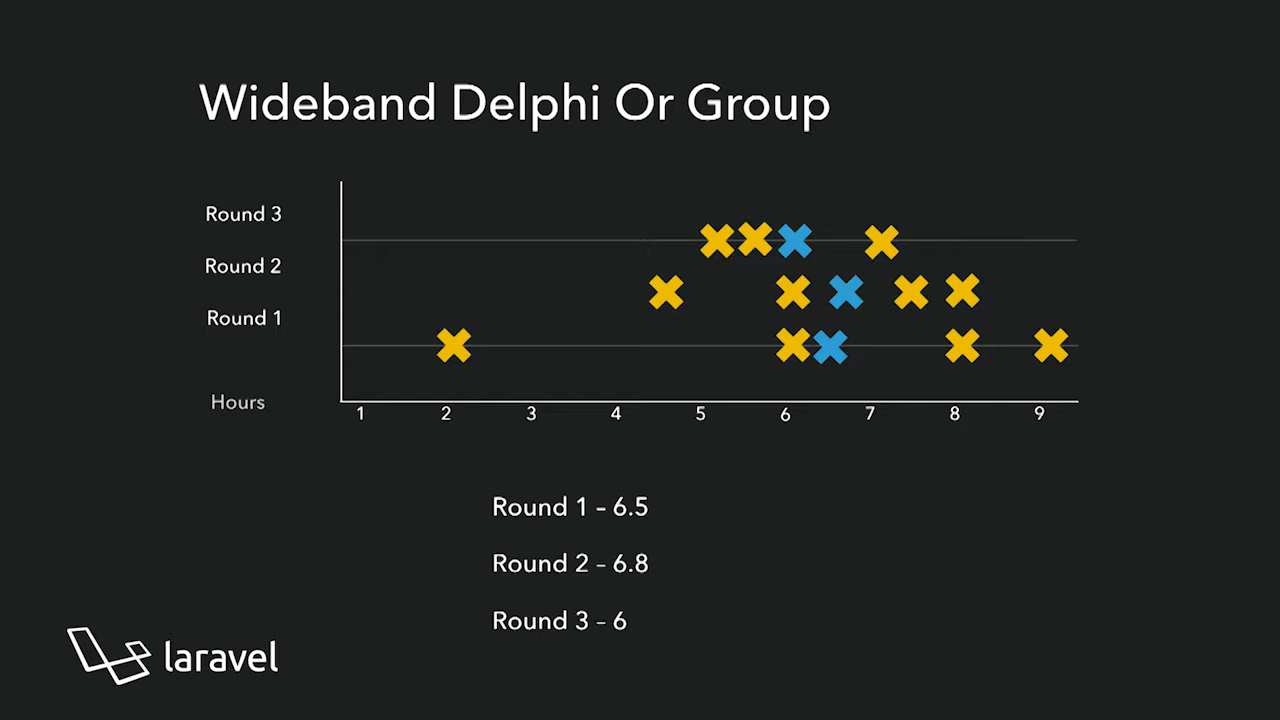 Wideband Delphi Or Group
Round 3
Round 2
Round 1
Hours
1 2 3 4 5 6 7 8 9
Round 1 – 6.5
Round 2 – 6.8
Round 3 – 6
laravel